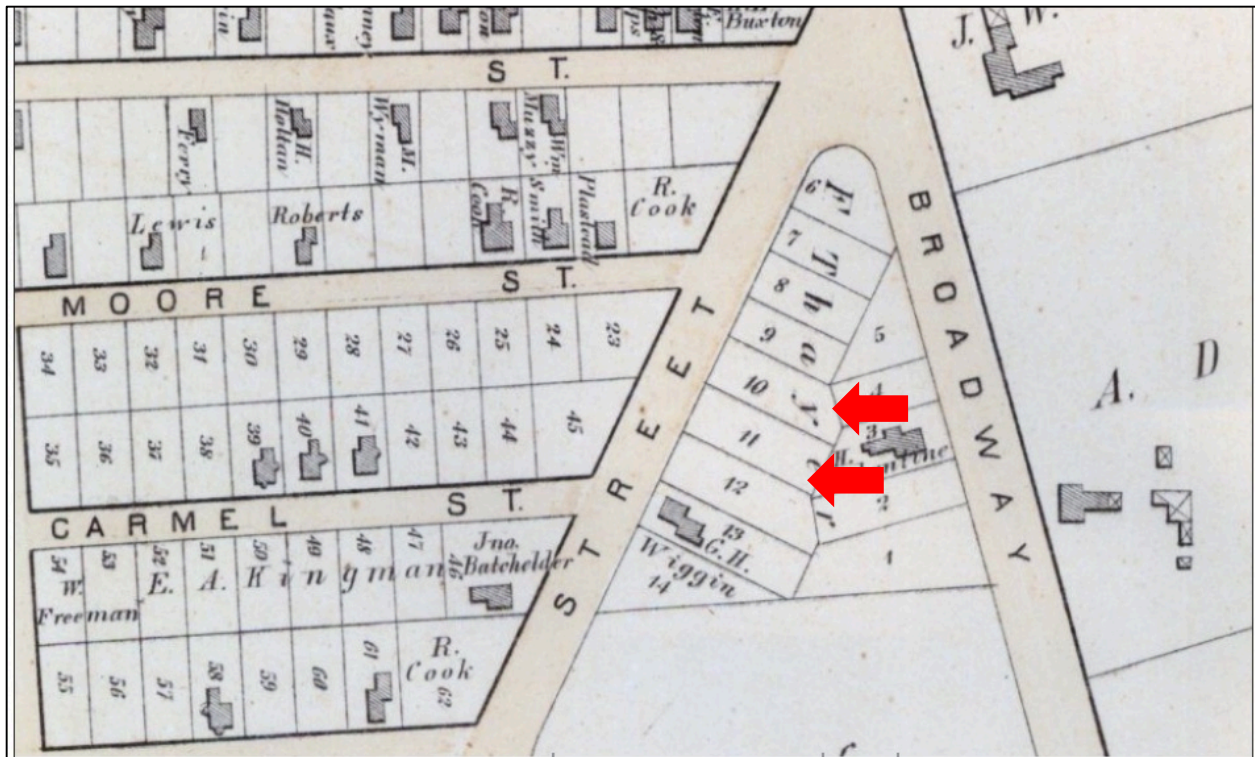 Buxton
J. W.
S T.
Ferry
H. 
M. Wyman
Wm Muzzy
R. Cook
Smith
Plastead
R. Cook
Lewis
Roberts
MOORE ST.
34 33 32 31 30 29 28 27 26 25 24 23
35 36 37 38 39 40 41 42 43 44 45
CARMEL ST.
54 53 52 51 50 49 48 47 46
W. Freeman
E. A. Kingman
Jno. Batchelder
55 56 57 58 59 60 61 62
R. Cook
STREET
BROADWAY
F Thayer
6
7
8
9
10
11
12
13
14
G. H. Wiggin
5
4
3
2
1
H.
A. D